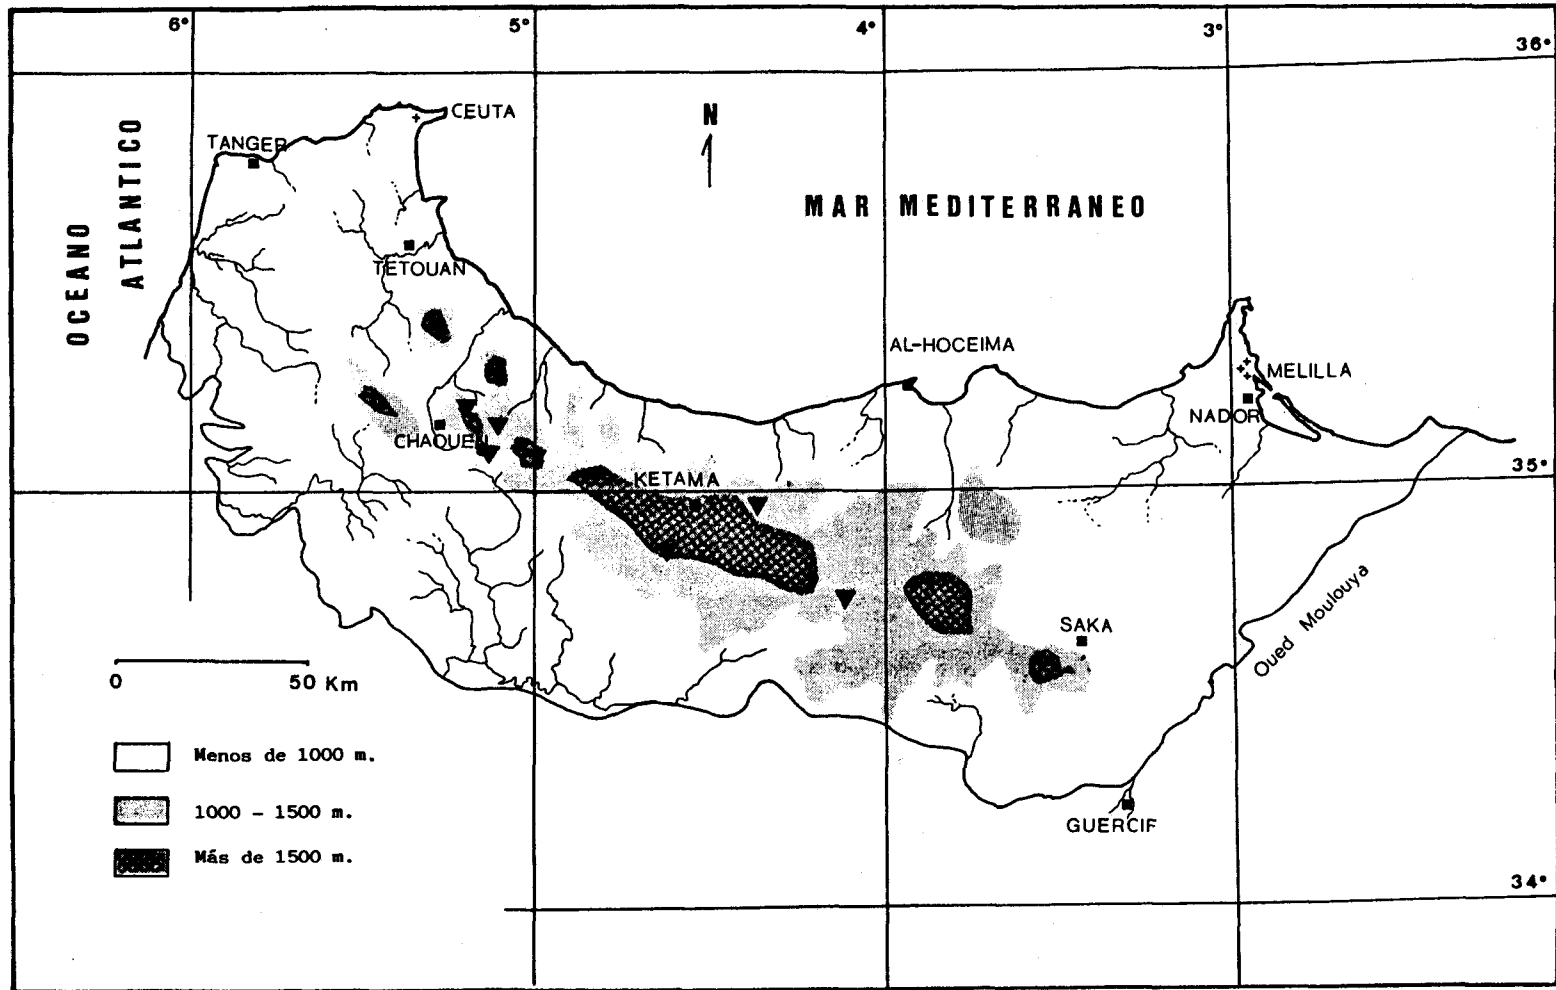 6°
5°
4°
3°
36°
CEUTA
TANGER
N
OCEANO
ATLANTICO
MAR MEDITERRANEO
TETOUAN
AL-HOCEIMA
MELILLA
NADOR
CHAOUEN
KETAMA
35°
SAKA
Oued Moulouya
0 50 Km
Menos de 1000 m.
1000 - 1500 m.
Más de 1500 m.
GUERCIF
34°